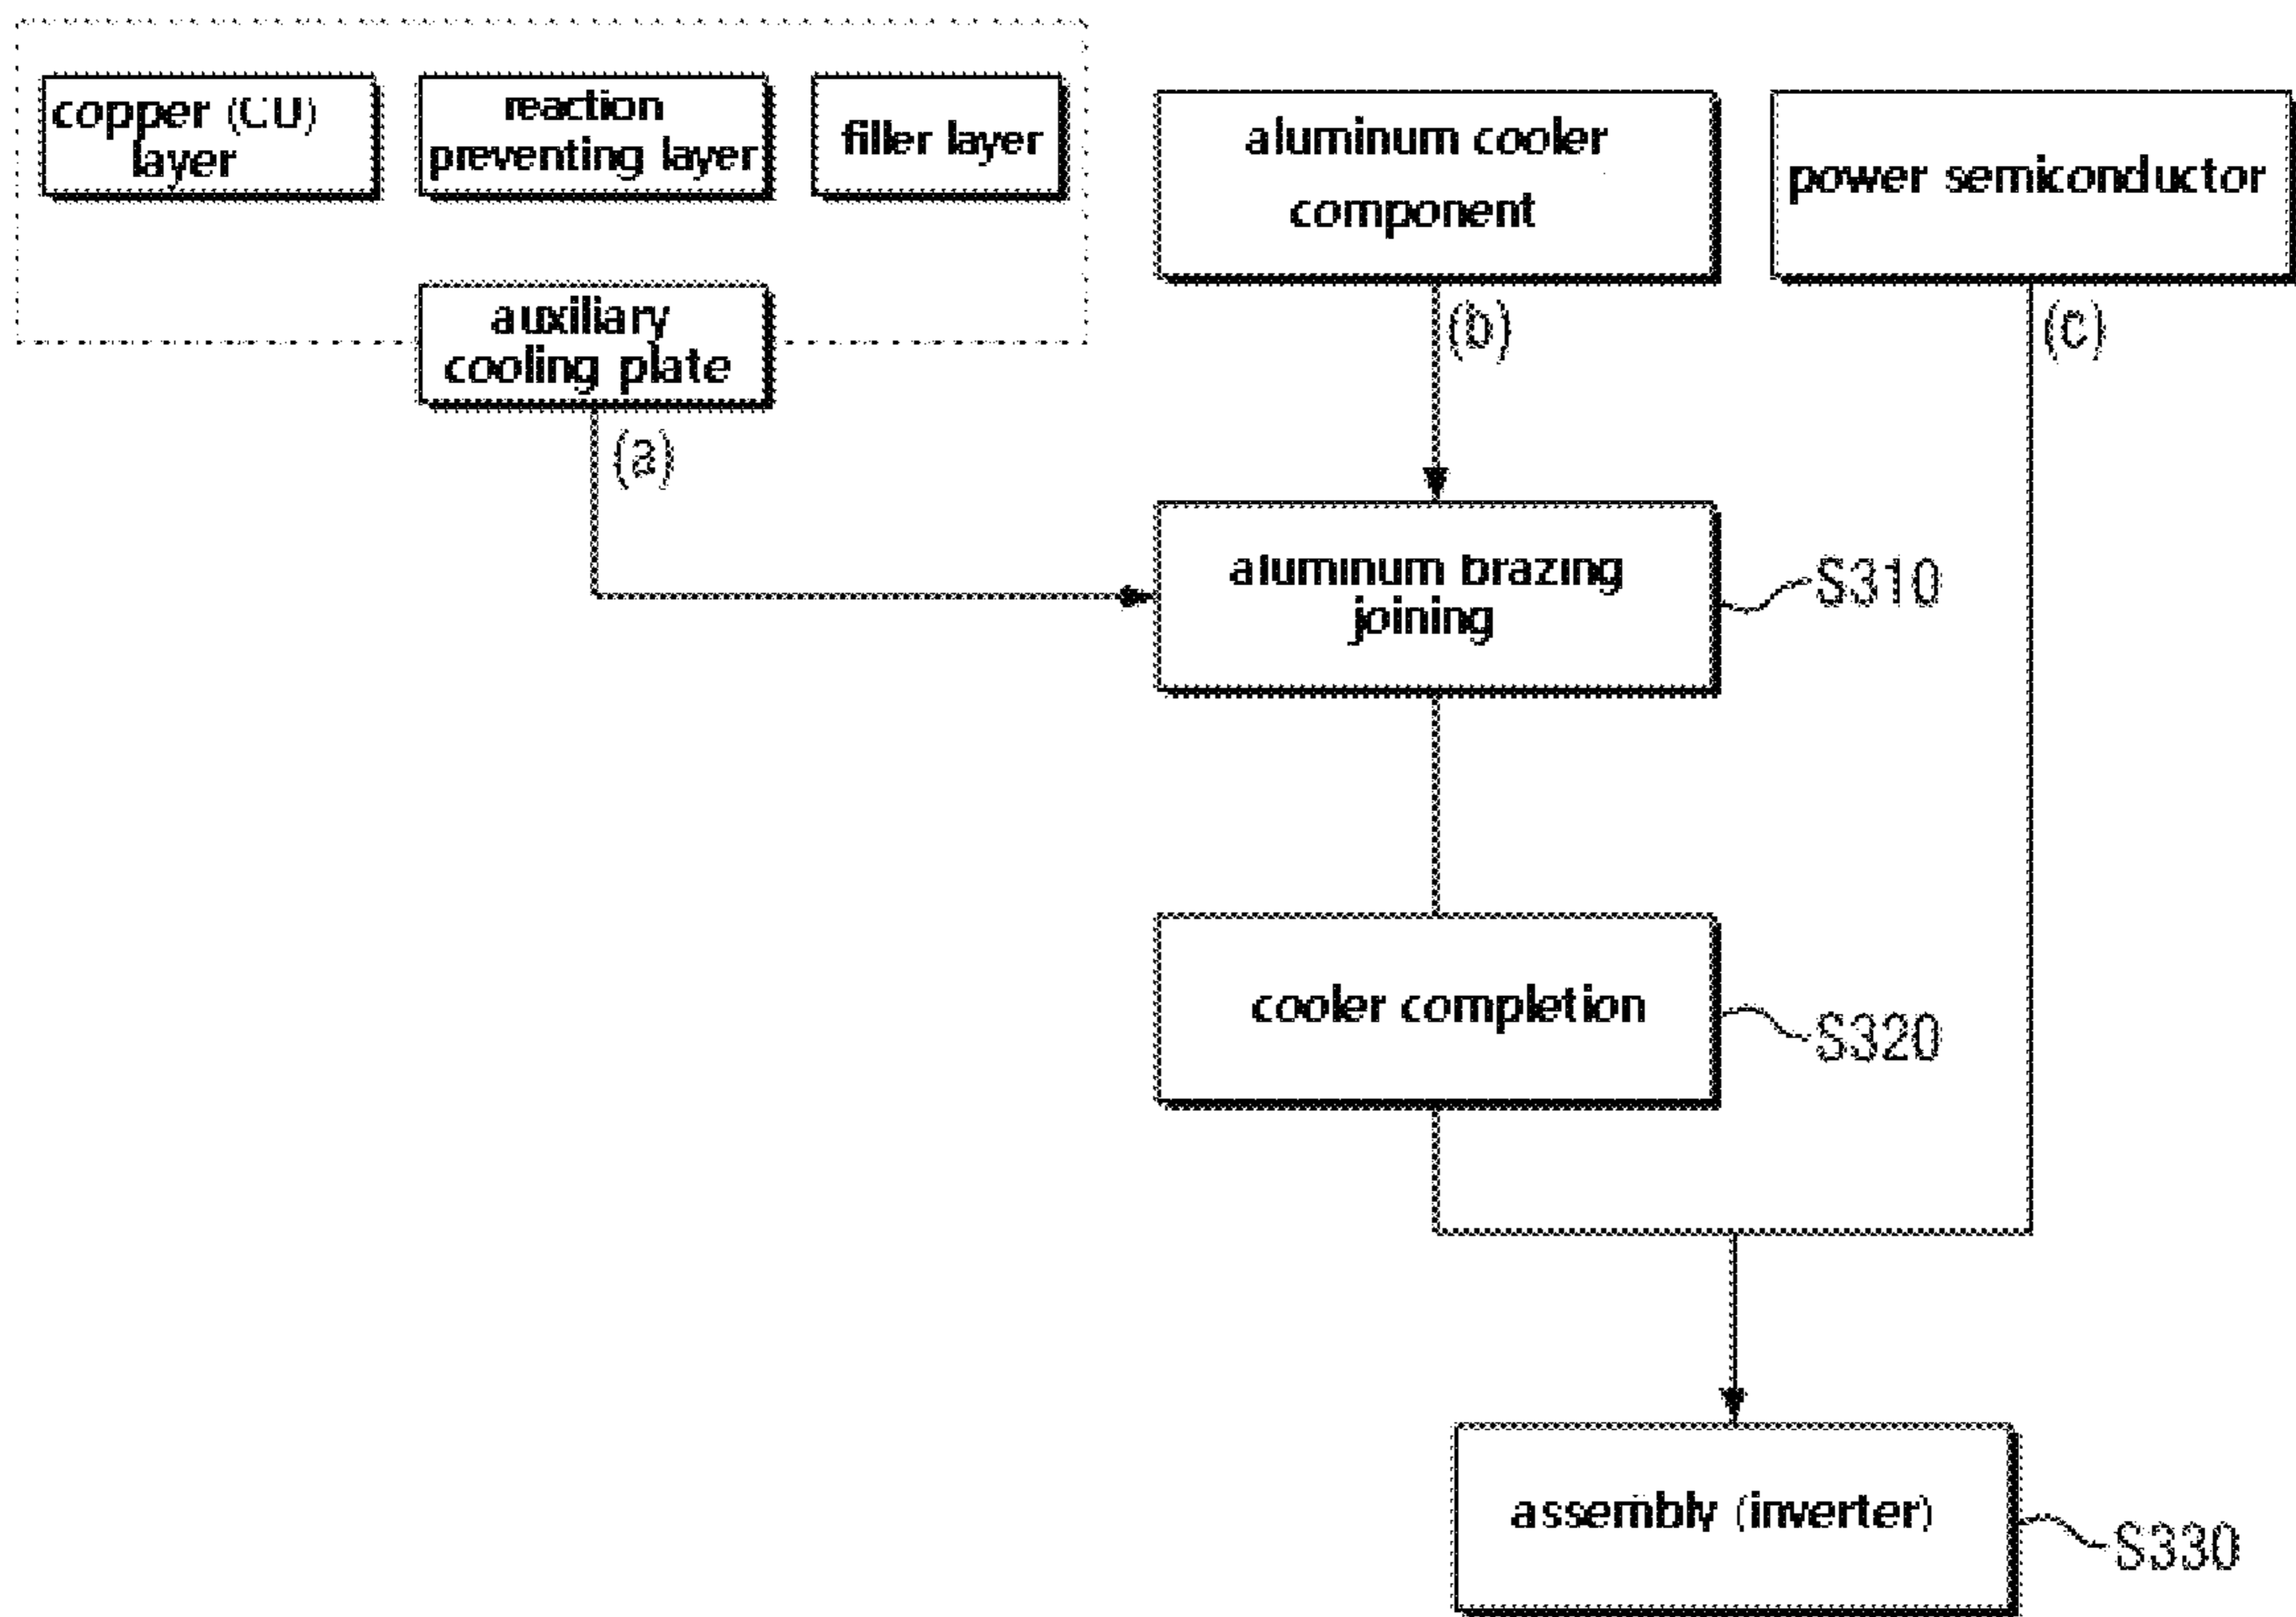 copper (CU)
layer
reaction
preventing layer
filler layer
aluminum cooler
component
power semiconductor
auxiliary
cooling plate
(a)
(b)
(c)
aluminum brazing
joining
S310
cooler completion
S320
assembly (inverter)
S330